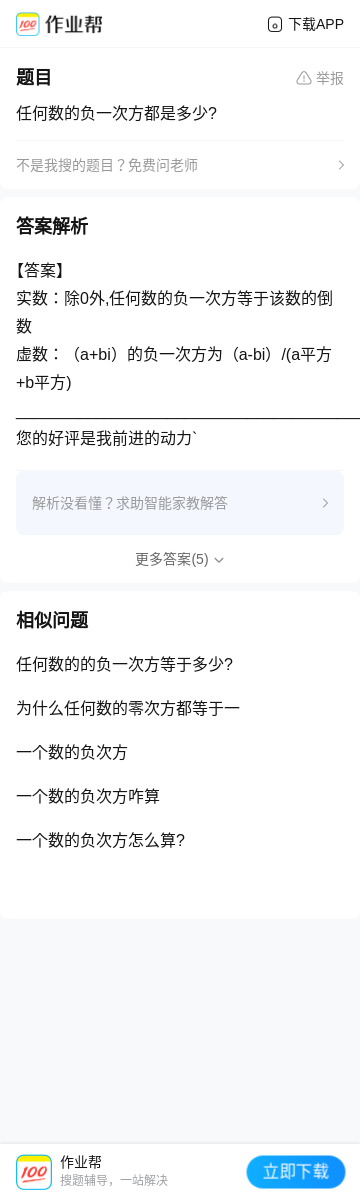 100 作业帮 下载APP
题目 举报
任何数的负一次方都是多少?
不是我搜的题目？免费问老师
答案解析
【答案】
实数：除0外,任何数的负一次方等于该数的倒
数
虚数：（a+bi）的负一次方为（a-bi）/(a平方
+b平方)
您的好评是我前进的动力`
解析没看懂？求助智能家教解答
更多答案(5)
相似问题
任何数的的负一次方等于多少?
为什么任何数的零次方都等于一
一个数的负次方
一个数的负次方咋算
一个数的负次方怎么算?
100 作业帮
搜题辅导，一站解决
立即下载